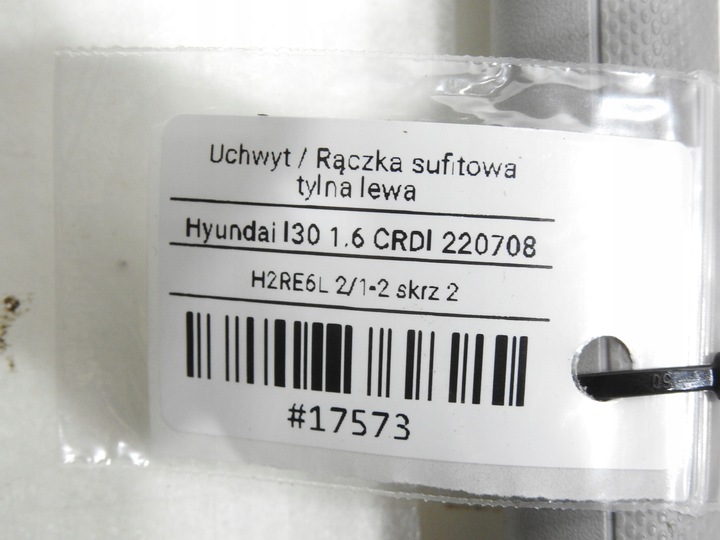 Uchwyt / Rączka sufitowa
tylna lewa
Hyundai I30 1.6 CRDI 220708
H2RE6L 2/1-2 skrz 2
#17573